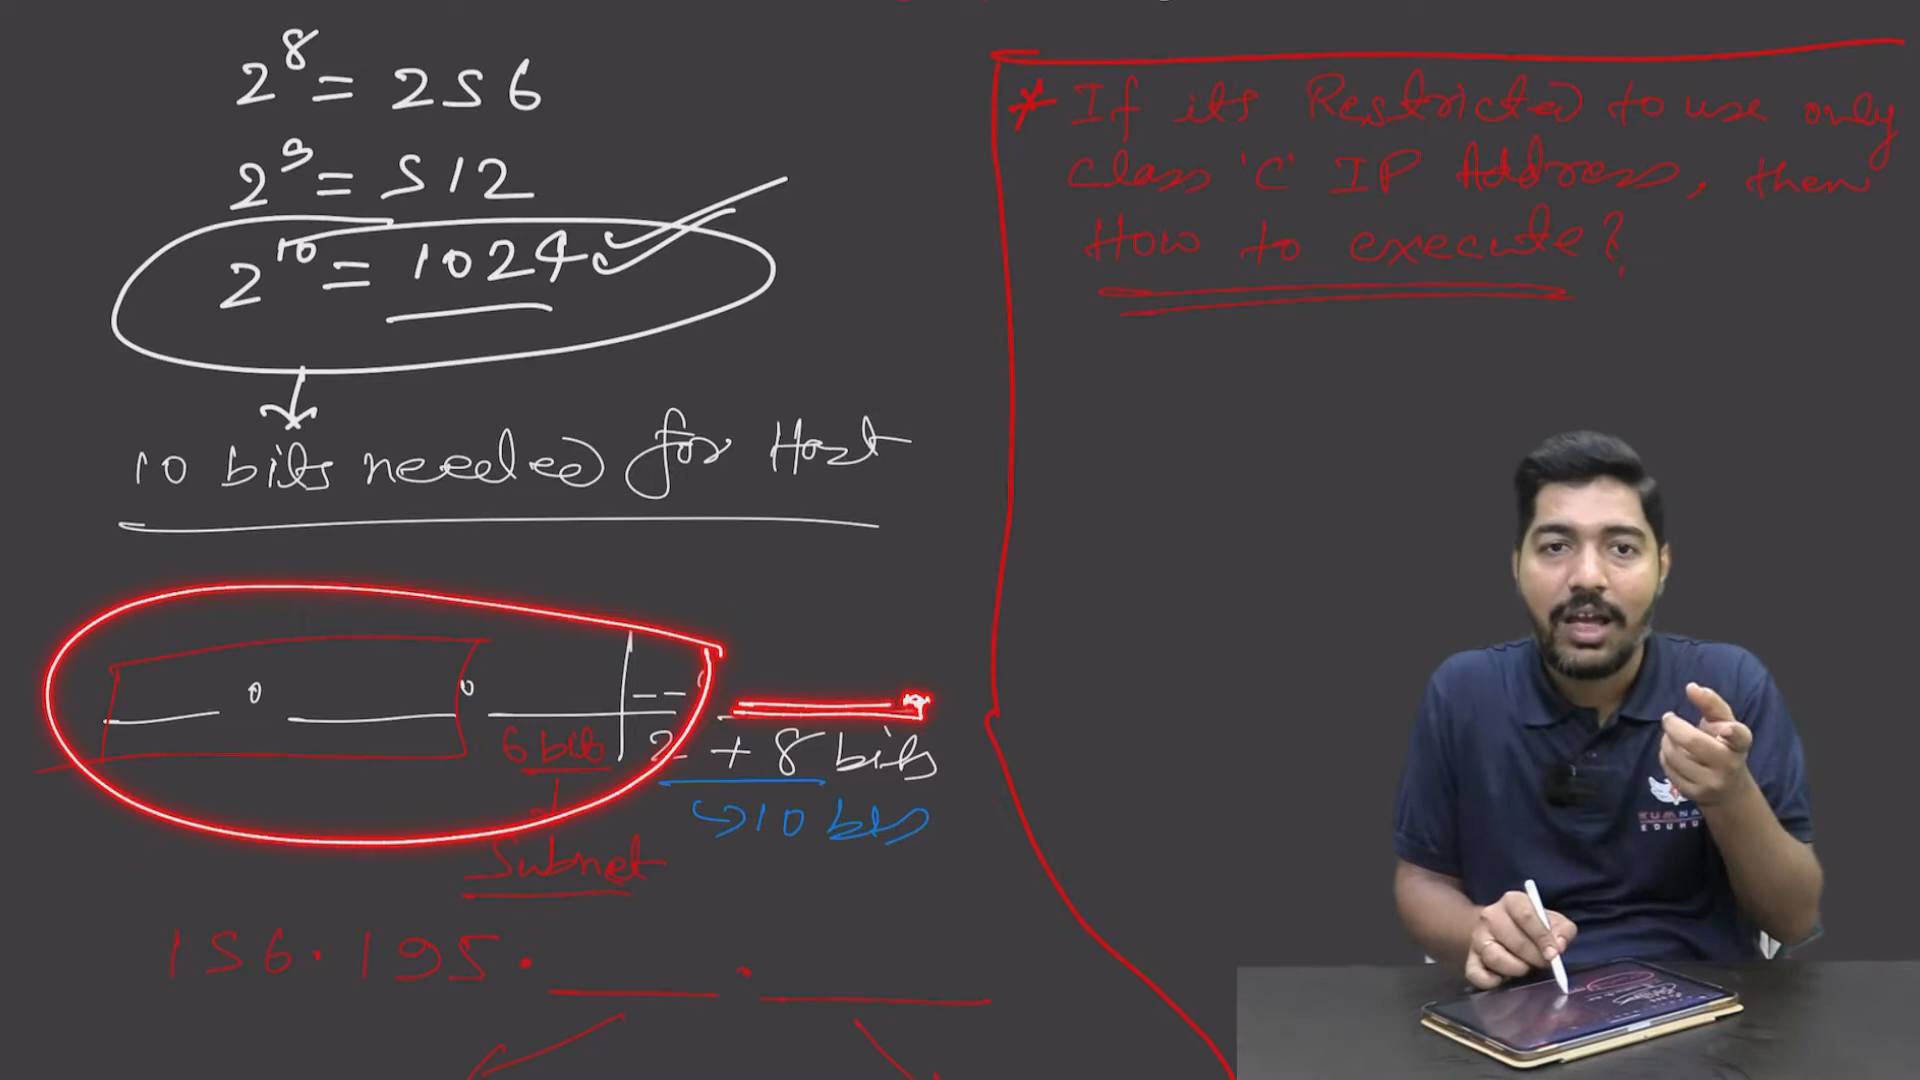 2^8 = 256
2^9 = 512
2^10 = 1024
10 bits needed for Host
6 bits
2 + 8 bits
↳ 10 bits
Subnet
156.195.
* If its Restricted to use only
class 'C' IP Address, then
How to execute?
EDUHU